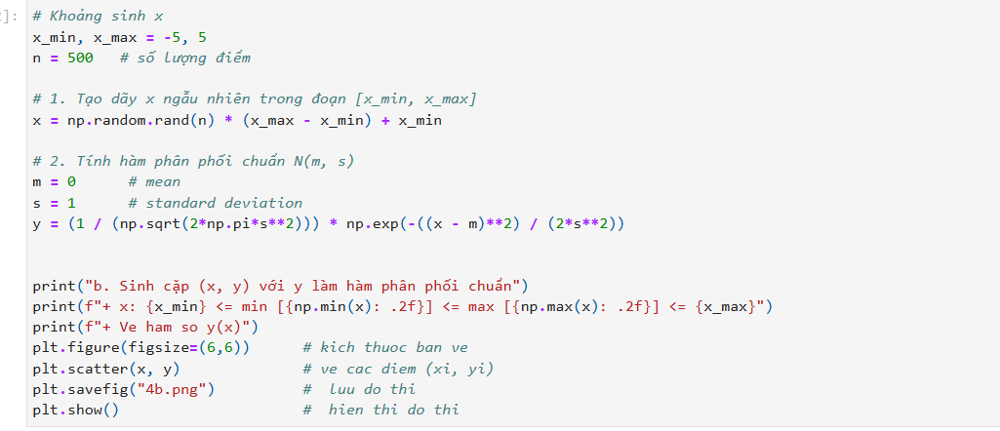 ]:
# Khoảng sinh x
x_min, x_max = -5, 5
n = 500   # số lượng điểm
# 1. Tạo dãy x ngẫu nhiên trong đoạn [x_min, x_max]
x = np.random.rand(n) * (x_max - x_min) + x_min
# 2. Tính hàm phân phối chuẩn N(m, s)
m = 0      # mean
s = 1      # standard deviation
y = (1 / (np.sqrt(2*np.pi*s**2))) * np.exp(-((x - m)**2) / (2*s**2))
print("b. Sinh cặp (x, y) với y làm hàm phân phối chuẩn")
print(f"+ x: {x_min} <= min [{np.min(x): .2f}] <= max [{np.max(x): .2f}] <= {x_max}")
print(f"+ Ve ham so y(x)")
plt.figure(figsize=(6,6))      # kich thuoc ban ve
plt.scatter(x, y)              # ve cac diem (xi, yi)
plt.savefig("4b.png")          #  luu do thi
plt.show()                     #  hien thi do thi